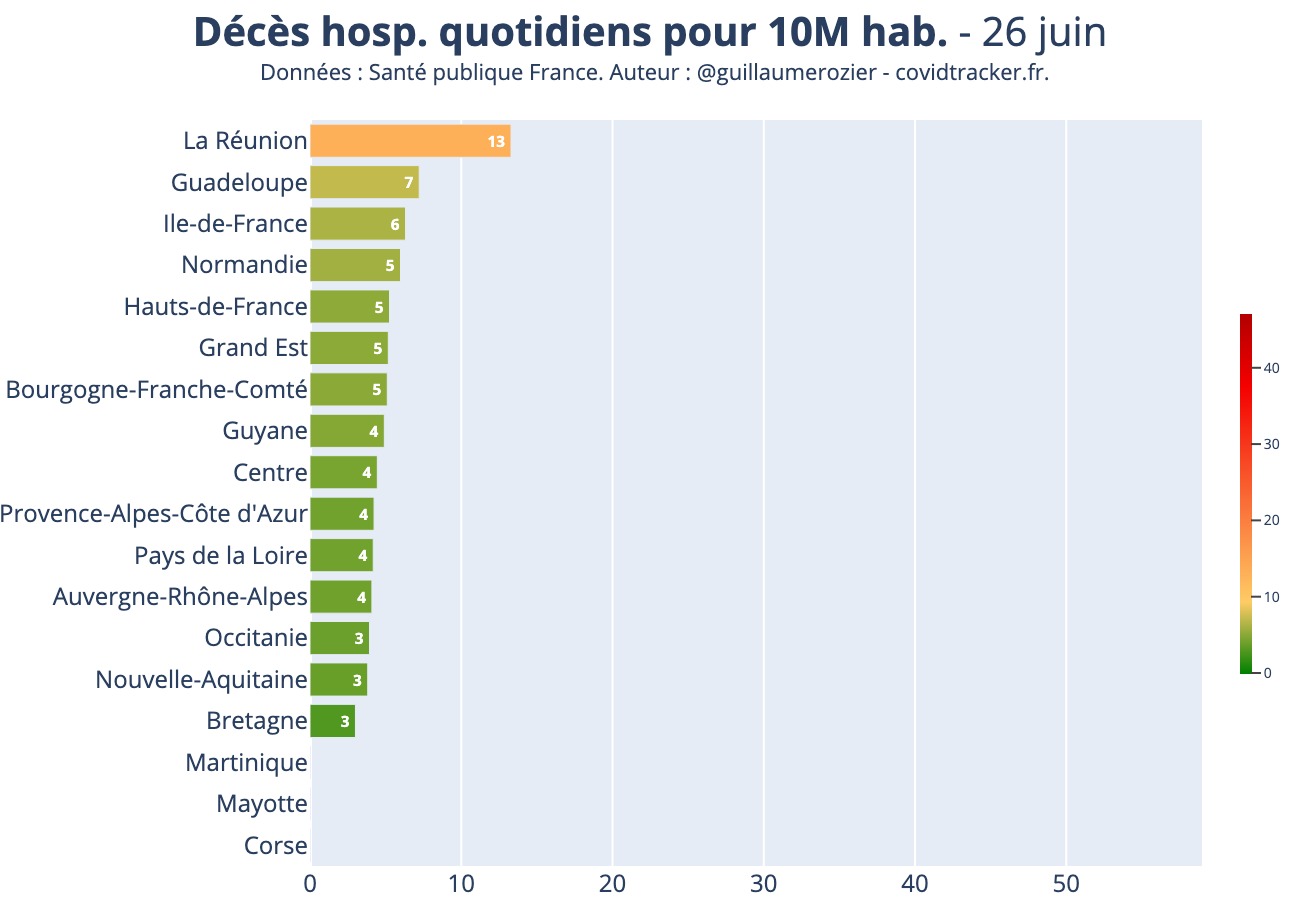 Décès hosp. quotidiens pour 10M hab. - 26 juin
Données : Santé publique France. Auteur : @guillaumerozier - covidtracker.fr.
La Réunion 13
Guadeloupe 7
Ile-de-France 6
Normandie 5
Hauts-de-France 5
Grand Est 5
Bourgogne-Franche-Comté 5
Guyane 4
Centre 4
Provence-Alpes-Côte d'Azur 4
Pays de la Loire 4
Auvergne-Rhône-Alpes 4
Occitanie 3
Nouvelle-Aquitaine 3
Bretagne 3
Martinique
Mayotte
Corse
0 10 20 30 40 50
40
30
20
10
0